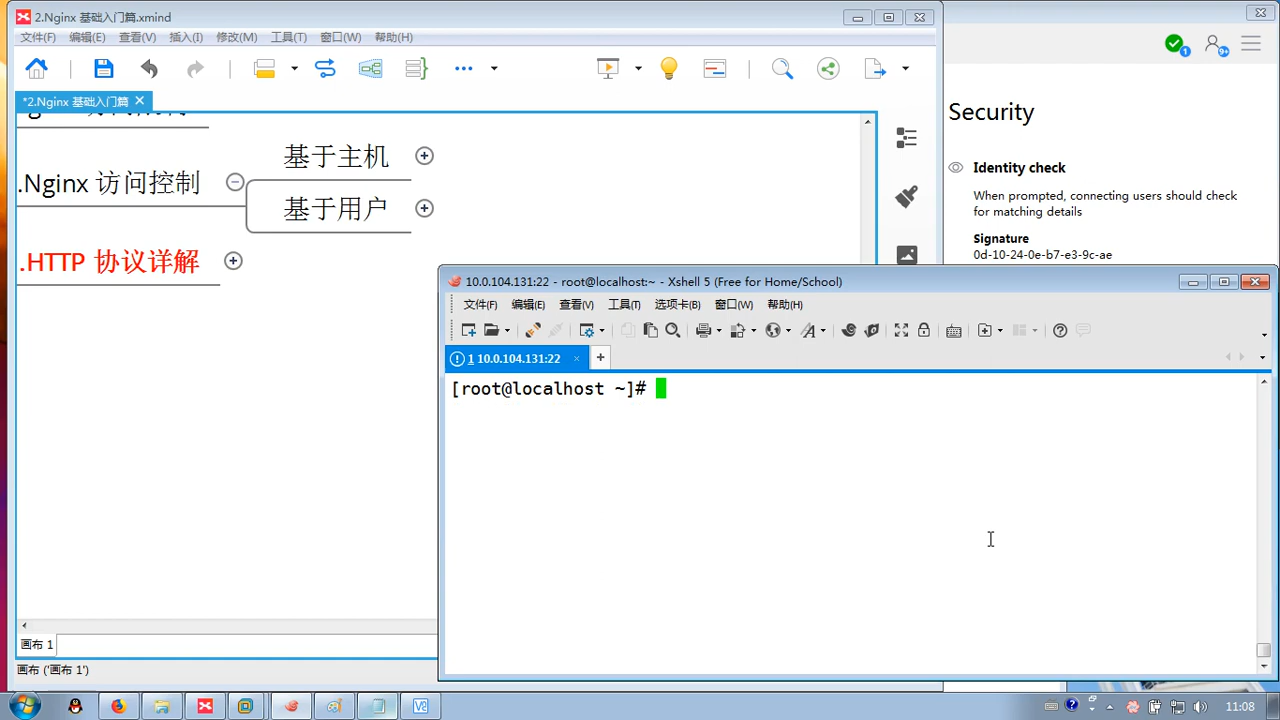 2.Nginx 基础入门篇.xmind
文件(F) 编辑(E) 查看(V) 插入(I) 修改(M) 工具(T) 窗口(W) 帮助(H)
*2.Nginx 基础入门篇
基于主机
.Nginx 访问控制
基于用户
.HTTP 协议详解
画布 1
画布 ('画布 1')
1
9+
Security
Identity check
When prompted, connecting users should check
for matching details
Signature
0d-10-24-0e-b7-e3-9c-ae
10.0.104.131:22 - root@localhost:~ - Xshell 5 (Free for Home/School)
文件(F) 编辑(E) 查看(V) 工具(T) 选项卡(B) 窗口(W) 帮助(H)
1 10.0.104.131:22
[root@localhost ~]#
11:08